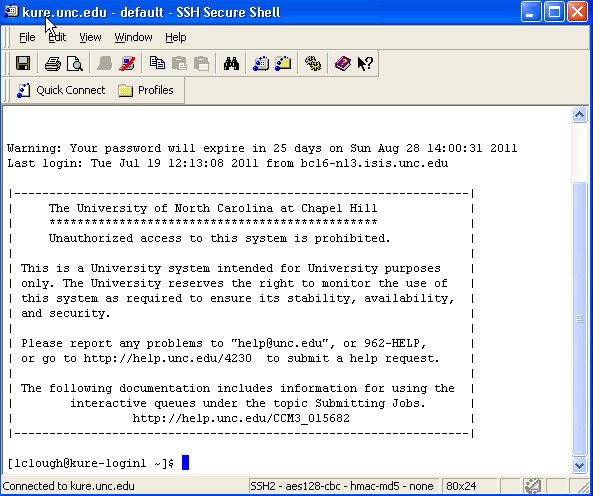 kure.unc.edu - default - SSH Secure Shell
File Edit View Window Help
Quick Connect Profiles
Warning: Your password will expire in 25 days on Sun Aug 28 14:00:31 2011
Last login: Tue Jul 19 12:13:08 2011 from bc16-n13.isis.unc.edu
|-----------------------------------------------------------------|
| The University of North Carolina at Chapel Hill |
| *********************************************** |
| Unauthorized access to this system is prohibited. |
| |
| This is a University system intended for University purposes |
| only. The University reserves the right to monitor the use of |
| this system as required to ensure its stability, availability, |
| and security. |
| |
| Please report any problems to "help@unc.edu", or 962-HELP, |
| or go to http://help.unc.edu/4230 to submit a help request. |
| |
| The following documentation includes information for using the |
| interactive queues under the topic Submitting Jobs. |
| http://help.unc.edu/CCM3_015682 |
|-----------------------------------------------------------------|
[lclough@kure-login1 ~]$
Connected to kure.unc.edu SSH2 - aes128-cbc - hmac-md5 - none 80x24